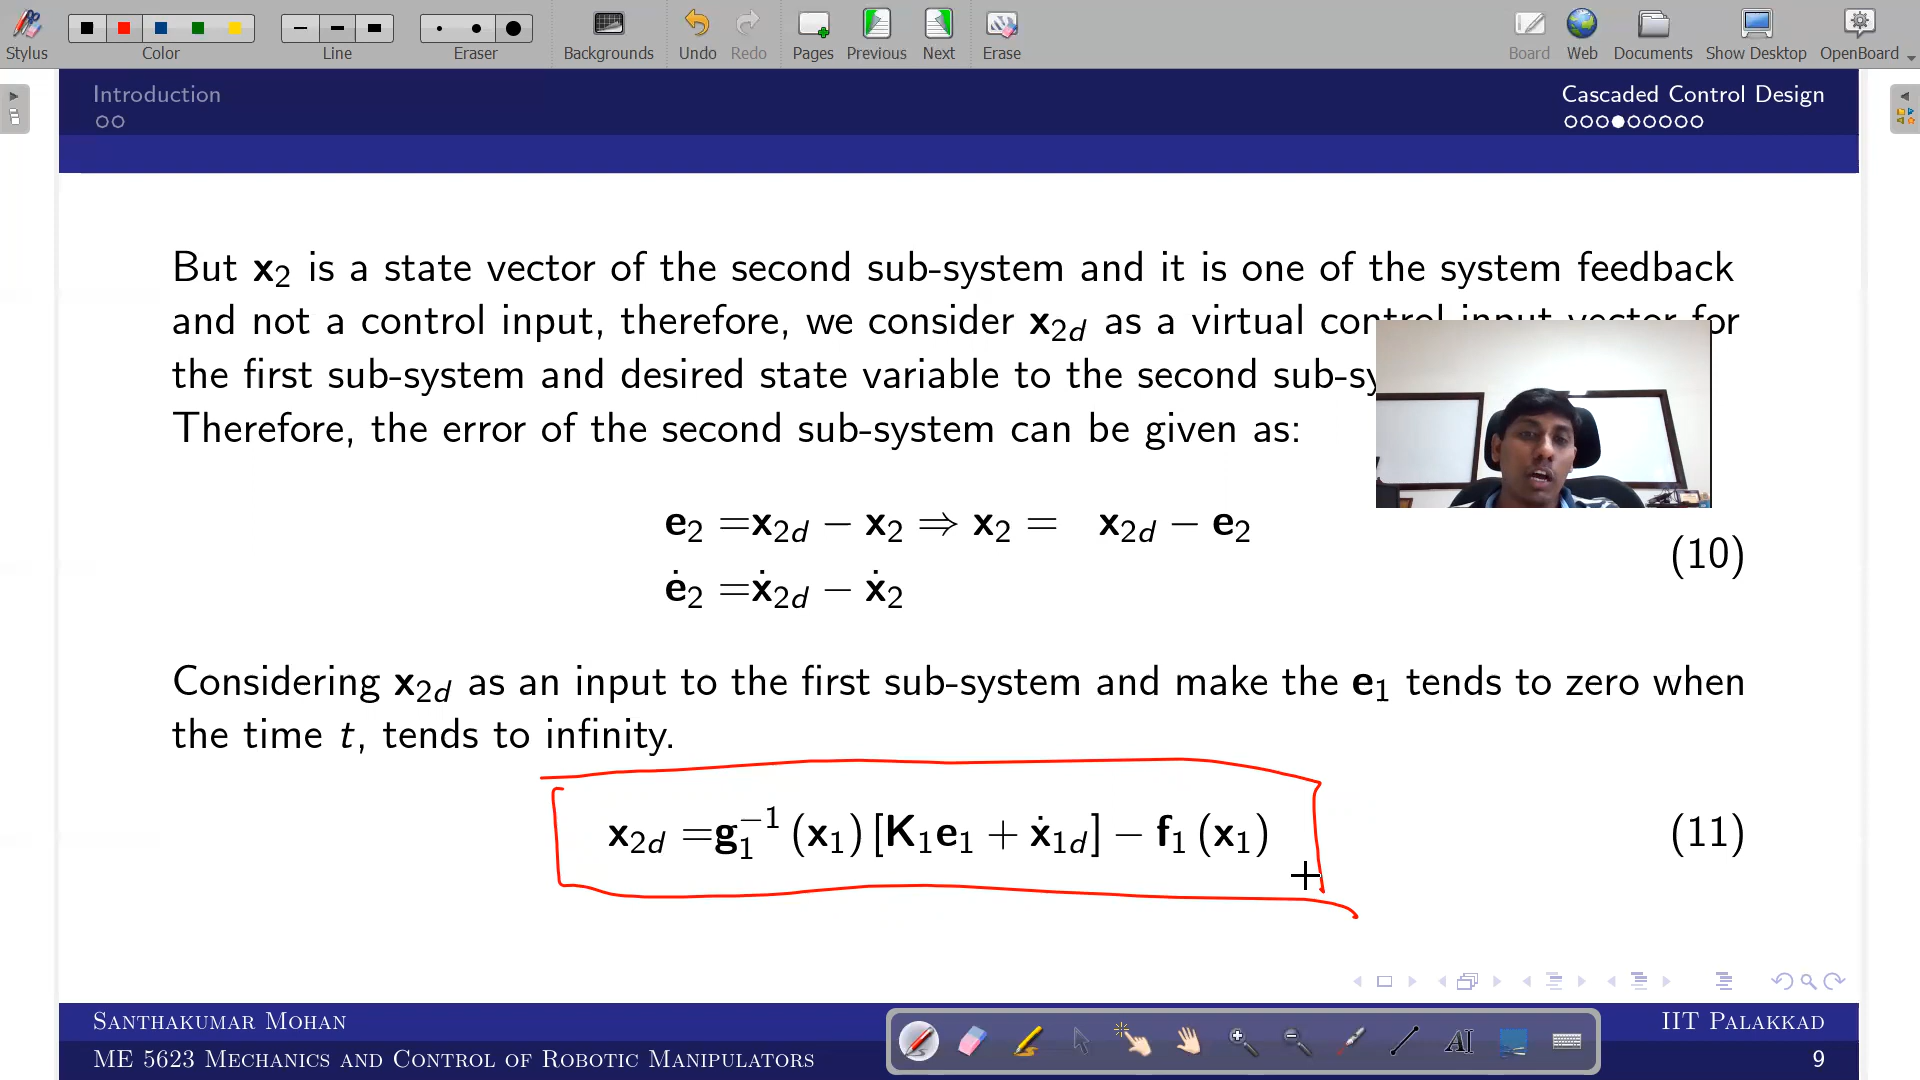 Stylus
Color
Line
Eraser
Backgrounds
Undo
Redo
Pages
Previous
Next
Erase
Board
Web
Documents
Show Desktop
OpenBoard
Introduction
Cascaded Control Design
But x₂ is a state vector of the second sub-system and it is one of the system feedback
and not a control input, therefore, we consider x₂d as a virtual control input vector for
the first sub-system and desired state variable to the second sub-sy
Therefore, the error of the second sub-system can be given as:
e₂ =x₂d − x₂ ⇒ x₂ = x₂d − e₂
ė₂ =ẋ₂d − ẋ₂
(10)
Considering x₂d as an input to the first sub-system and make the e₁ tends to zero when
the time t, tends to infinity.
x₂d =g₁⁻¹ (x₁) [K₁e₁ + ẋ₁d] − f₁ (x₁)
(11)
SANTHAKUMAR MOHAN
IIT PALAKKAD
ME 5623 MECHANICS AND CONTROL OF ROBOTIC MANIPULATORS
9